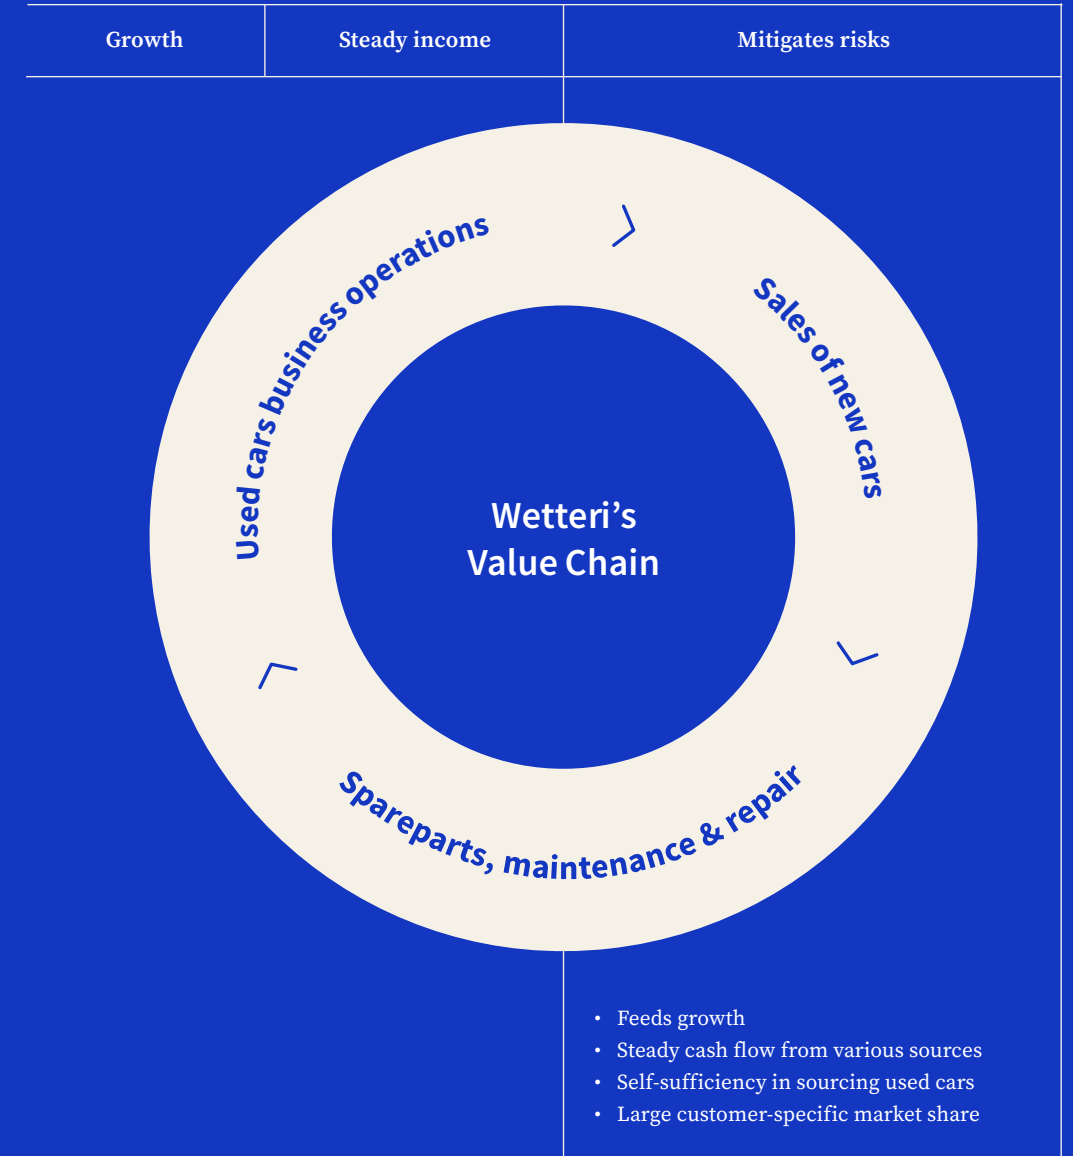 Growth
Steady income
Mitigates risks
Used cars business operations
Sales of new cars
Wetteri’s
Value Chain
Spareparts, maintenance & repair
• Feeds growth
• Steady cash flow from various sources
• Self-sufficiency in sourcing used cars
• Large customer-specific market share